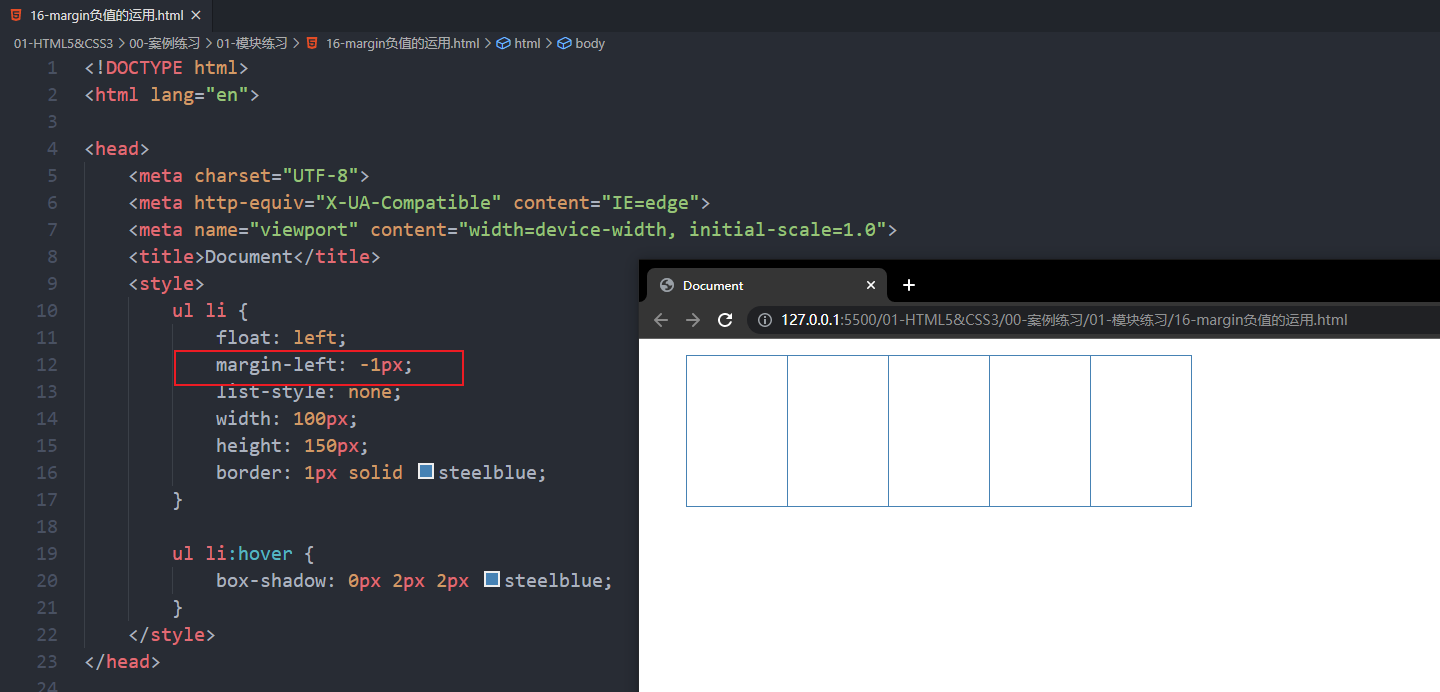 16-margin负值的运用.html
01-HTML5&CSS3 > 00-案例练习 > 01-模块练习 > 16-margin负值的运用.html > html > body
1 <!DOCTYPE html>
2 <html lang="en">
3
4 <head>
5 <meta charset="UTF-8">
6 <meta http-equiv="X-UA-Compatible" content="IE=edge">
7 <meta name="viewport" content="width=device-width, initial-scale=1.0">
8 <title>Document</title>
9 <style>
10 ul li {
11 float: left;
12 margin-left: -1px;
13 list-style: none;
14 width: 100px;
15 height: 150px;
16 border: 1px solid steelblue;
17 }
18
19 ul li:hover {
20 box-shadow: 0px 2px 2px steelblue;
21 }
22 </style>
23 </head>
24
Document
127.0.0.1:5500/01-HTML5&CSS3/00-案例练习/01-模块练习/16-margin负值的运用.html